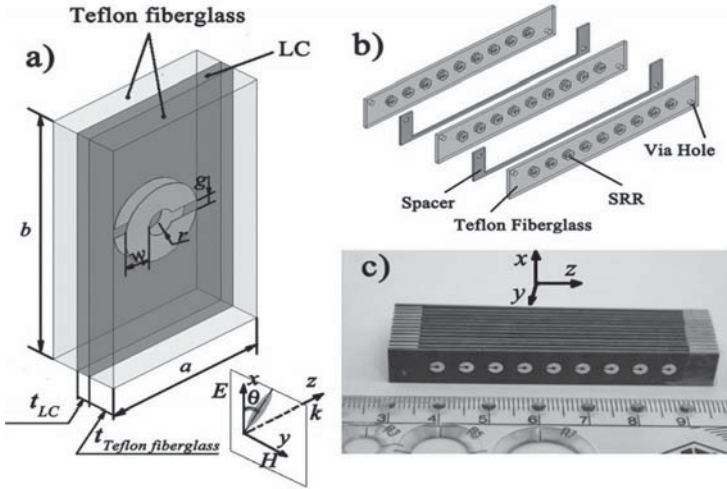 Teflon fiberglass
a)
LC
b
g
r
w
a
t_LC
t_Teflon fiberglass
E
x
θ
z
k
y
H
b)
Via Hole
Spacer
SRR
Teflon Fiberglass
c)
x
z
y
3 4 5 6 7 8 9